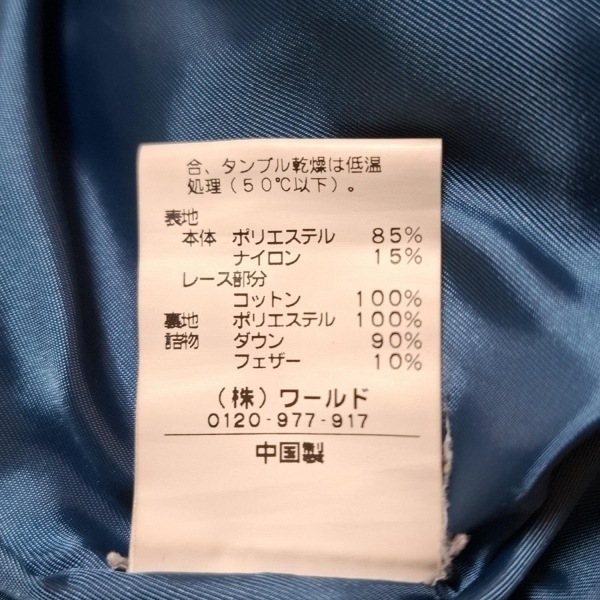 合、タンブル乾燥は低温
処理(50℃以下)。
表地
本体 ポリエステル 85%
ナイロン 15%
レース部分
コットン 100%
裏地 ポリエステル 100%
詰物 ダウン 90%
フェザー 10%
(株)ワールド
0120-977-917
中国製